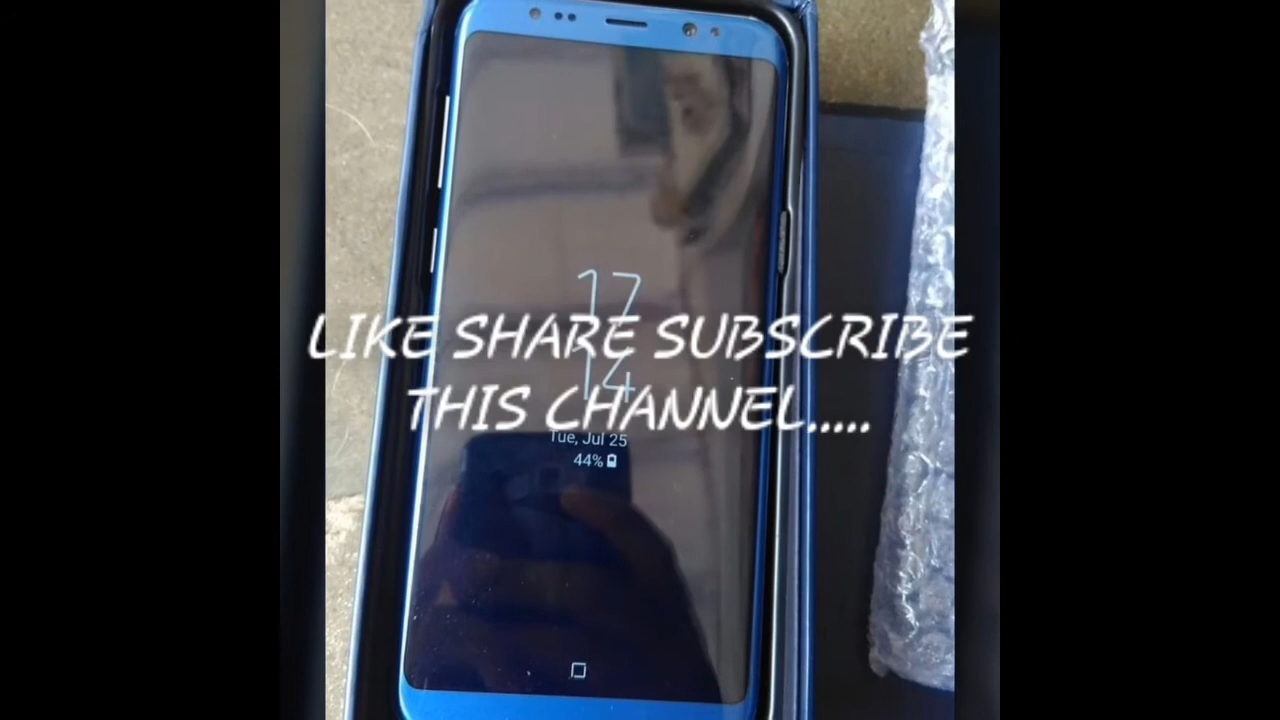 17
LIKE SHARE SUBSCRIBE
14
THIS CHANNEL.....
Tue, Jul 25
44%